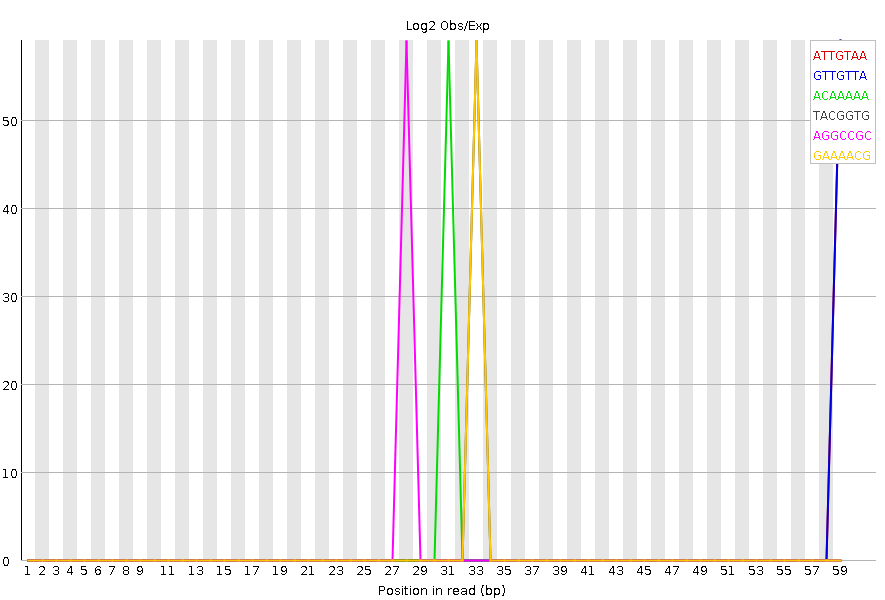 Log2 Obs/Exp
ATTGTAA
GTTGTTA
ACAAAAA
TACGGTG
AGGCCGC
GAAAACG
50
40
30
20
10
0
1 2 3 4 5 6 7 8 9 11 13 15 17 19 21 23 25 27 29 31 33 35 37 39 41 43 45 47 49 51 53 55 57 59
Position in read (bp)